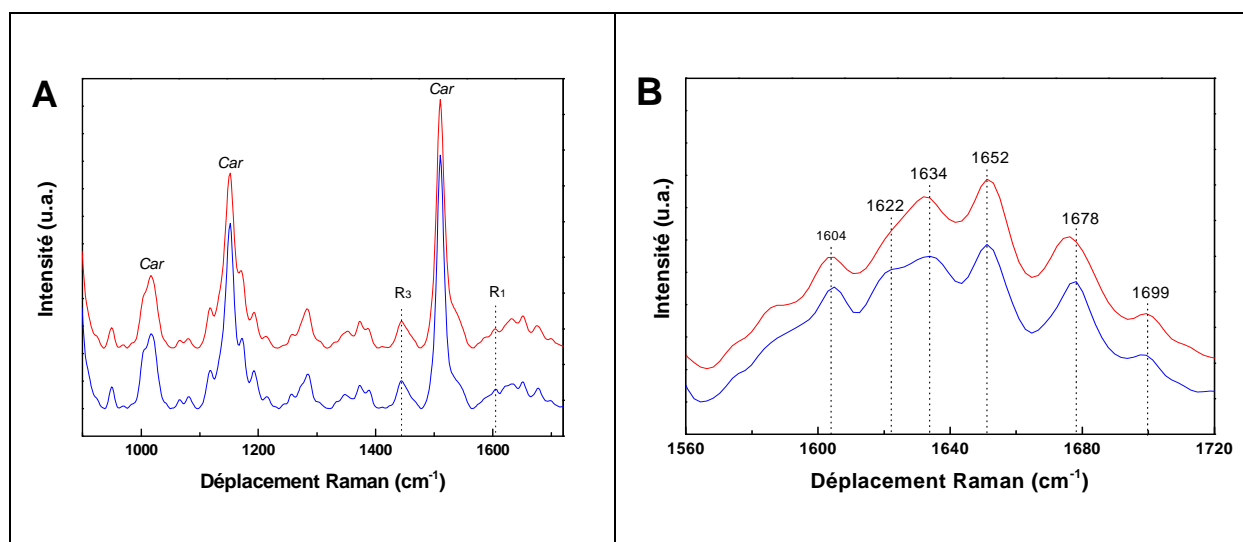 A
Car
Car
Car
R3
R1
Intensité (u.a.)
1000
1200
1400
1600
Déplacement Raman (cm-1)
B
1604
1622
1634
1652
1678
1699
Intensité (u.a.)
1560
1600
1640
1680
1720
Déplacement Raman (cm-1)